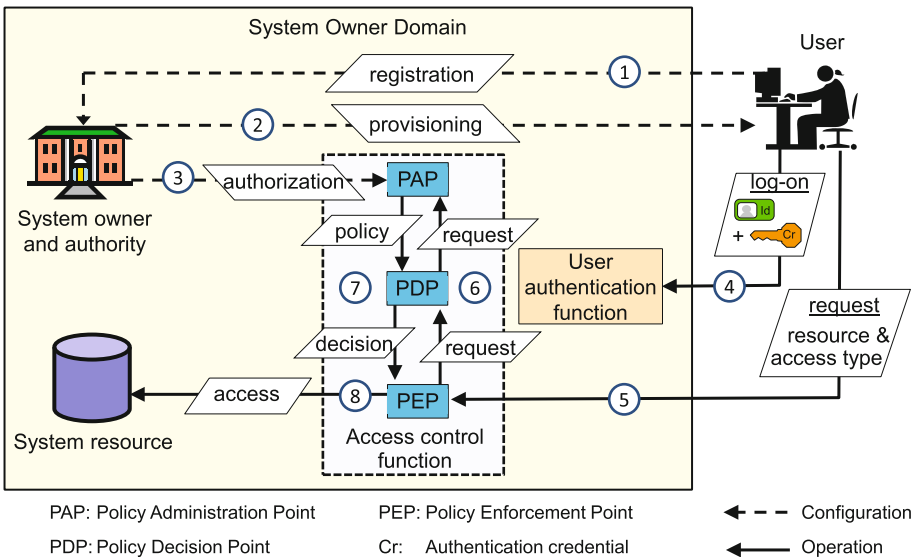 System Owner Domain
User
registration
1
2
provisioning
3
authorization
PAP
log-on
Id
+ Cr
System owner
and authority
policy
request
7
PDP
6
User
authentication
function
4
request
resource &
access type
decision
request
access
8
PEP
5
System resource
Access control
function
PAP: Policy Administration Point
PEP: Policy Enforcement Point
Configuration
PDP: Policy Decision Point
Cr: Authentication credential
Operation